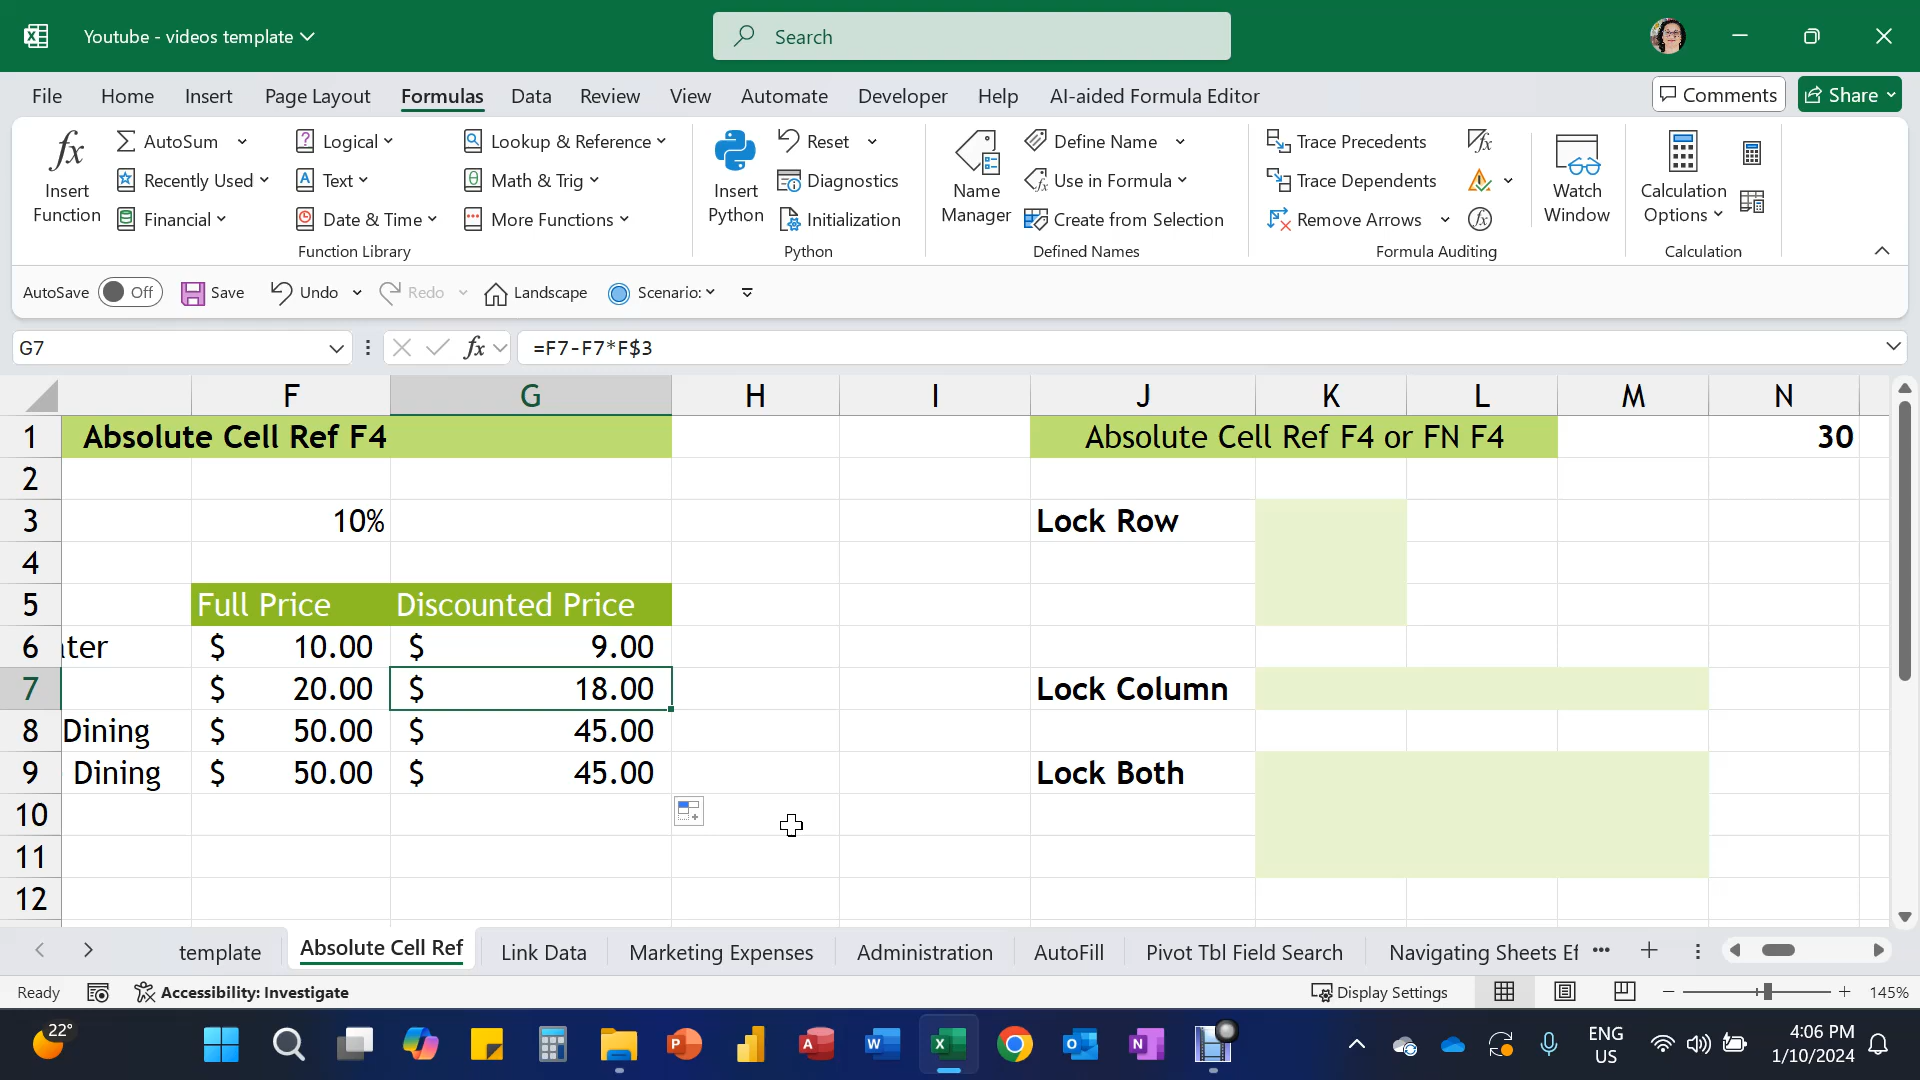 Youtube - videos template
Search
File Home Insert Page Layout Formulas Data Review View Automate Developer Help AI-aided Formula Editor
Comments
Share
fx
Insert
Function
AutoSum
Recently Used
Financial
Logical
Text
Date & Time
Lookup & Reference
Math & Trig
More Functions
Function Library
Insert
Python
Reset
Diagnostics
Initialization
Python
Name
Manager
Define Name
Use in Formula
Create from Selection
Defined Names
Trace Precedents
Trace Dependents
Remove Arrows
Formula Auditing
Watch
Window
Calculation
Options
Calculation
AutoSave Off Save Undo Redo Landscape Scenario:
G7 fx =F7-F7*F$3
F G H I J K L M N
1 Absolute Cell Ref F4 Absolute Cell Ref F4 or FN F4 30
2
3 10% Lock Row
4
5 Full Price Discounted Price
6 ater $ 10.00 $ 9.00
7 $ 20.00 $ 18.00 Lock Column
8 Dining $ 50.00 $ 45.00
9 Dining $ 50.00 $ 45.00 Lock Both
10
11
12
template Absolute Cell Ref Link Data Marketing Expenses Administration AutoFill Pivot Tbl Field Search Navigating Sheets Ef
Ready Accessibility: Investigate Display Settings 145%
22°
ENG
US
4:06 PM
1/10/2024